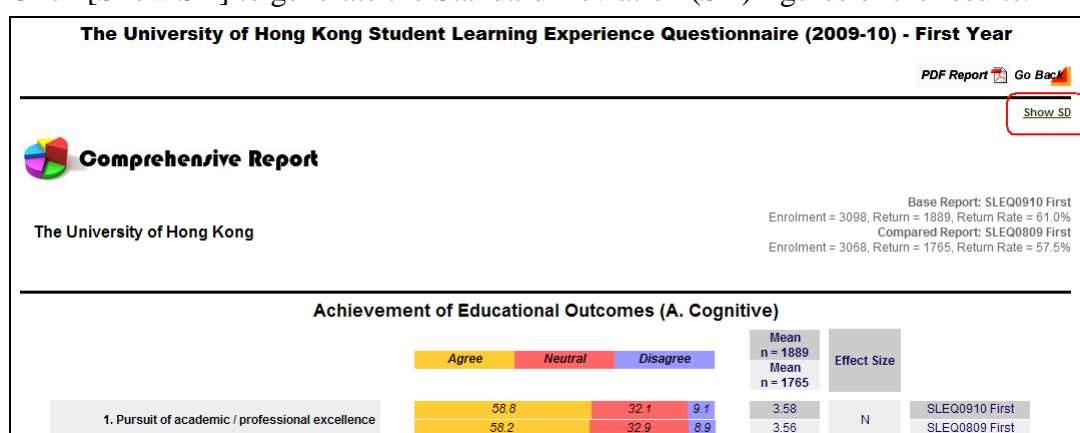 The University of Hong Kong Student Learning Experience Questionnaire (2009-10) - First Year
PDF Report Go Back
Show SD
Comprehensive Report
Base Report: SLEQ0910 First
Enrolment = 3098, Return = 1889, Return Rate = 61.0%
The University of Hong Kong
Compared Report: SLEQ0809 First
Enrolment = 3068, Return = 1765, Return Rate = 57.5%
Achievement of Educational Outcomes (A. Cognitive)
Agree Neutral Disagree
Mean
n = 1889
Mean
n = 1765
Effect Size
1. Pursuit of academic / professional excellence
58.8 32.1 9.1 3.58 N SLEQ0910 First
58.2 32.9 8.9 3.56 SLEQ0809 First